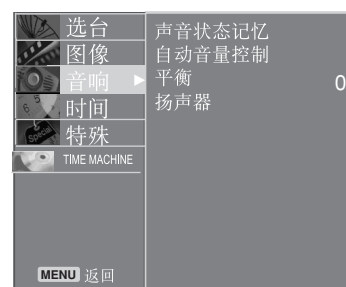 选台
图像
音响
时间
特殊
TIME MACHINE
MENU 返回
声音状态记忆
自动音量控制
平衡 0
扬声器